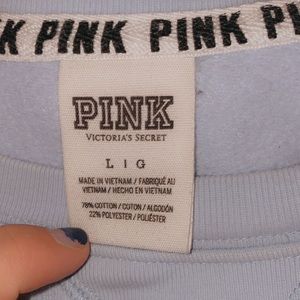 K PINK PINK PINK P
PINK
VICTORIA'S SECRET
L | G
MADE IN VIETNAM / FABRIQUÉ AU
VIETNAM / HECHO EN VIETNAM
78% COTTON / COTON / ALGODÓN
22% POLYESTER / POLIÉSTER